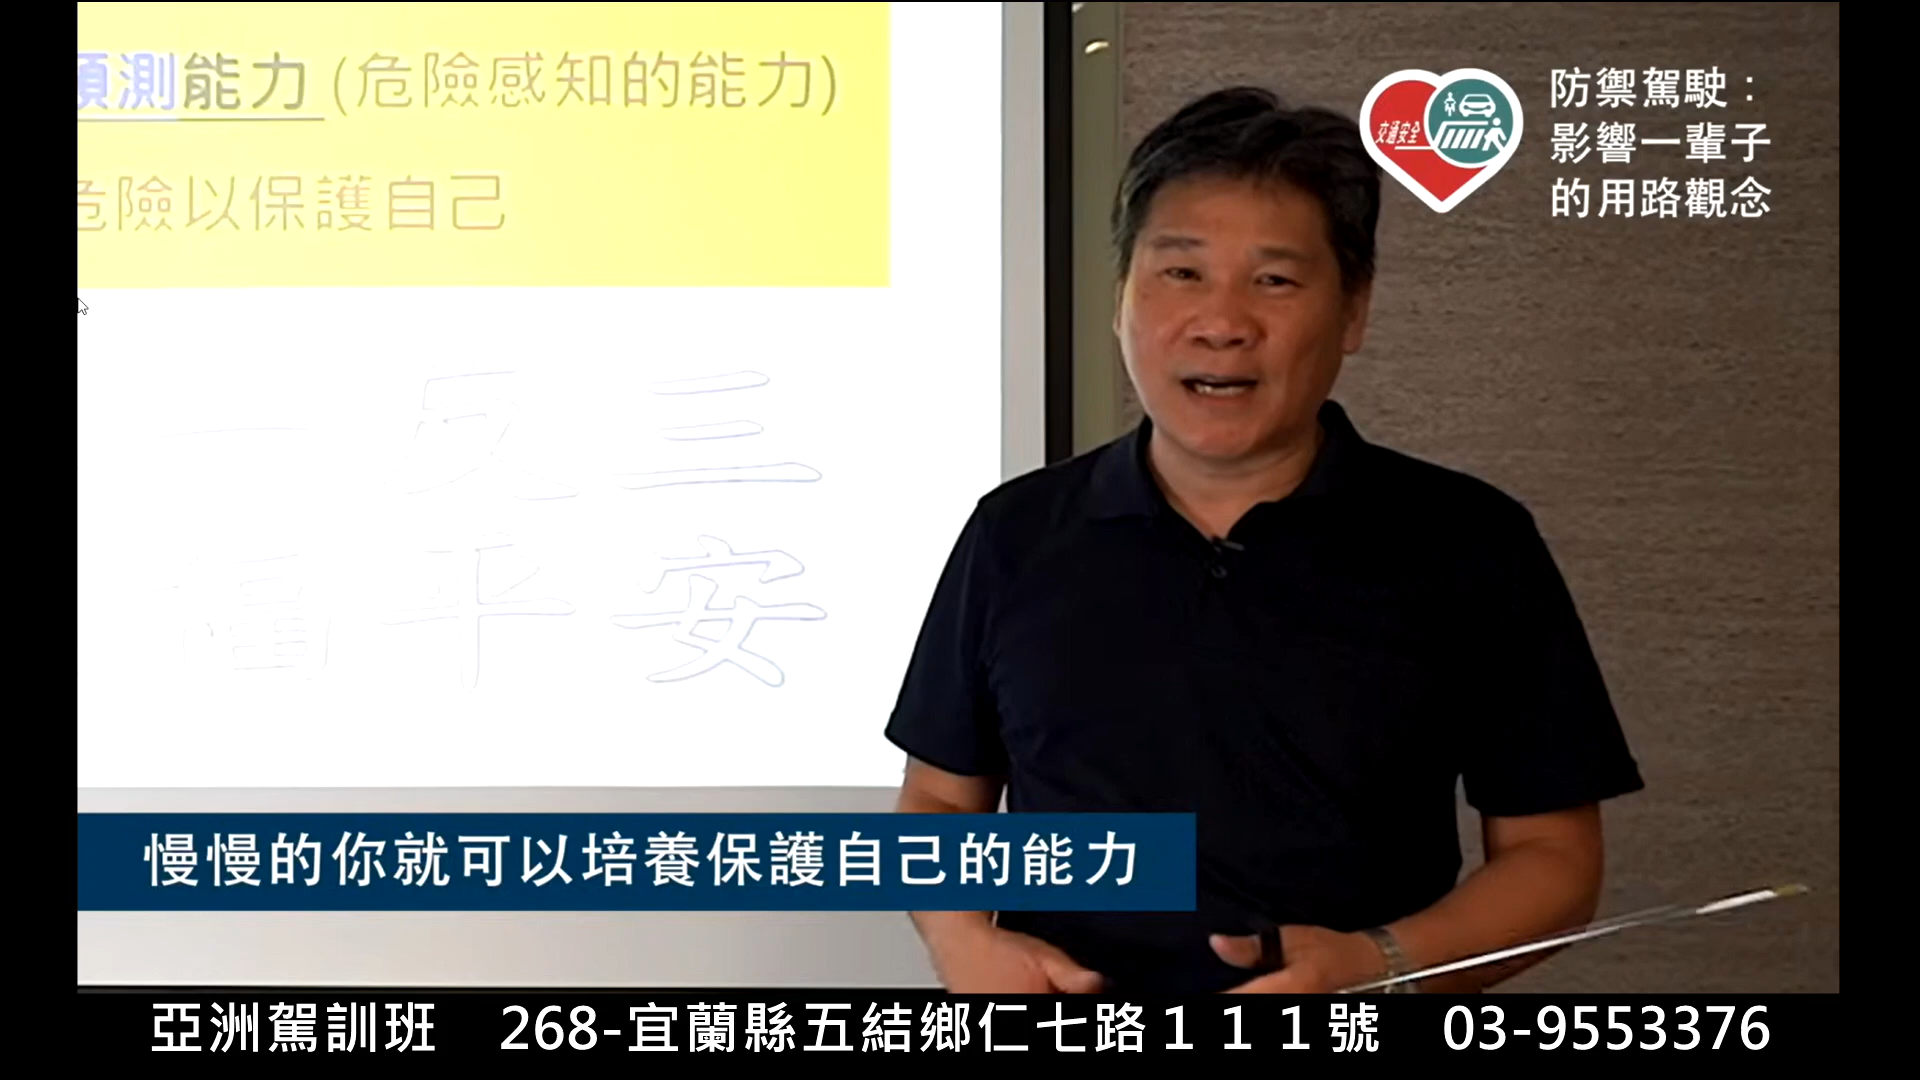 預測能力 (危險感知的能力)
危險以保護自己
一 反 三
福 平 安
交通安全
防禦駕駛：
影響一輩子
的用路觀念
慢慢的你就可以培養保護自己的能力
亞洲駕訓班 268-宜蘭縣五結鄉仁七路１１１號 03-9553376